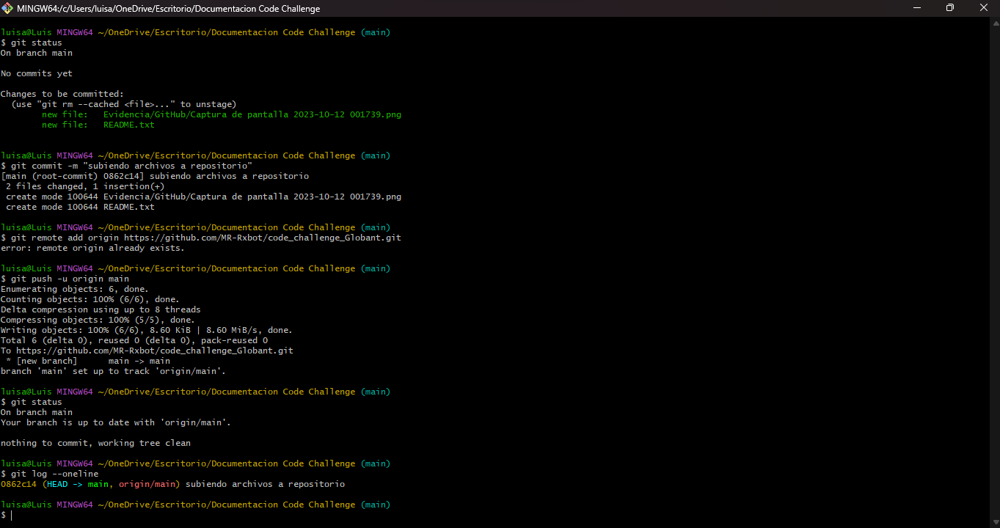 MINGW64:/c/Users/luisa/OneDrive/Escritorio/Documentacion Code Challenge
luisa@Luis MINGW64 ~/OneDrive/Escritorio/Documentacion Code Challenge (main)
$ git status
On branch main
No commits yet
Changes to be committed:
  (use "git rm --cached <file>..." to unstage)
        new file:   Evidencia/GitHub/Captura de pantalla 2023-10-12 001739.png
        new file:   README.txt
luisa@Luis MINGW64 ~/OneDrive/Escritorio/Documentacion Code Challenge (main)
$ git commit -m "subiendo archivos a repositorio"
[main (root-commit) 0862c14] subiendo archivos a repositorio
 2 files changed, 1 insertion(+)
 create mode 100644 Evidencia/GitHub/Captura de pantalla 2023-10-12 001739.png
 create mode 100644 README.txt
luisa@Luis MINGW64 ~/OneDrive/Escritorio/Documentacion Code Challenge (main)
$ git remote add origin https://github.com/MR-Rxbot/code_challenge_Globant.git
error: remote origin already exists.
luisa@Luis MINGW64 ~/OneDrive/Escritorio/Documentacion Code Challenge (main)
$ git push -u origin main
Enumerating objects: 6, done.
Counting objects: 100% (6/6), done.
Delta compression using up to 8 threads
Compressing objects: 100% (5/5), done.
Writing objects: 100% (6/6), 8.60 KiB | 8.60 MiB/s, done.
Total 6 (delta 0), reused 0 (delta 0), pack-reused 0
To https://github.com/MR-Rxbot/code_challenge_Globant.git
 * [new branch]      main -> main
branch 'main' set up to track 'origin/main'.
luisa@Luis MINGW64 ~/OneDrive/Escritorio/Documentacion Code Challenge (main)
$ git status
On branch main
Your branch is up to date with 'origin/main'.
nothing to commit, working tree clean
luisa@Luis MINGW64 ~/OneDrive/Escritorio/Documentacion Code Challenge (main)
$ git log --oneline
0862c14 (HEAD -> main, origin/main) subiendo archivos a repositorio
luisa@Luis MINGW64 ~/OneDrive/Escritorio/Documentacion Code Challenge (main)
$